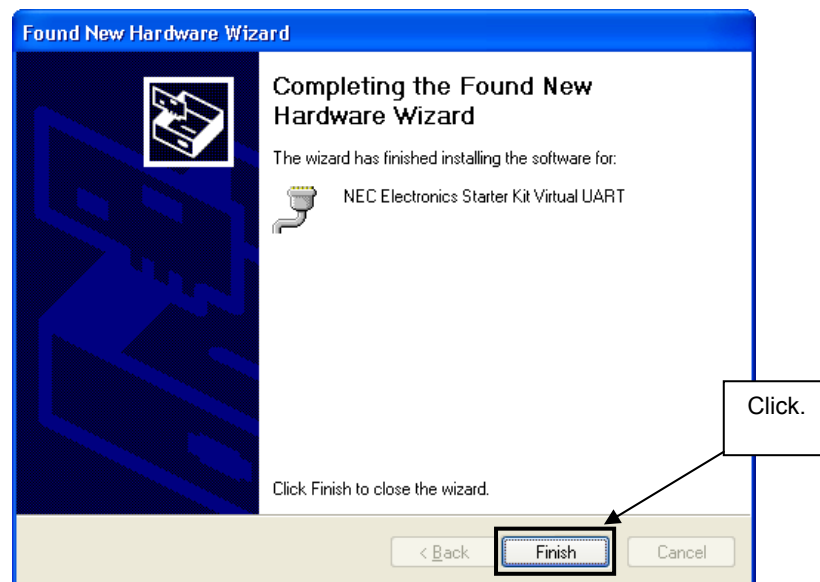 Found New Hardware Wizard
Completing the Found New
Hardware Wizard
The wizard has finished installing the software for:
NEC Electronics Starter Kit Virtual UART
Click.
Click Finish to close the wizard.
< Back Finish Cancel